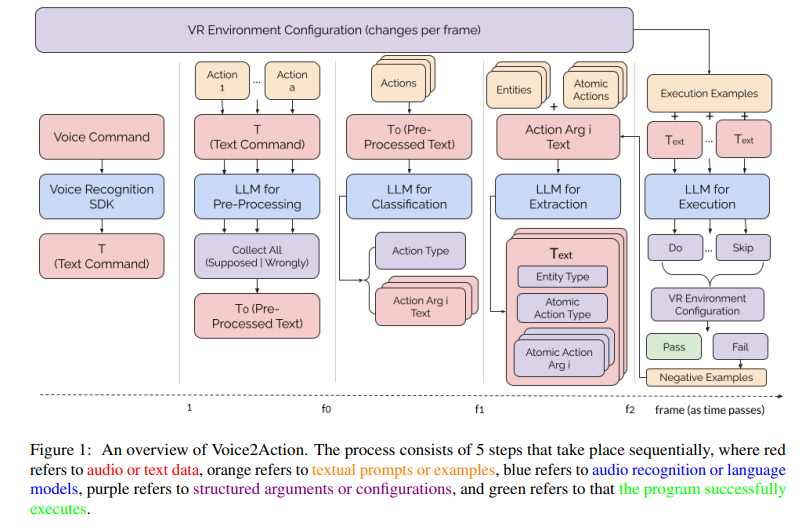 VR Environment Configuration (changes per frame)
Voice Command
Voice Recognition
SDK
T
(Text Command)
Action
1
...
Action
a
T
(Text Command)
LLM for
Pre-Processing
Collect All
(Supposed | Wrongly)
To (Pre-
Processed Text)
Actions
To (Pre-
Processed Text)
LLM for
Classification
Action Type
Action Arg i
Text
Entities
+
Atomic
Actions
Action Arg i
Text
LLM for
Extraction
Text
Entity Type
Atomic
Action Type
Atomic Action
Arg i
Execution Examples
+ + +
Text ... Text
LLM for
Execution
Do ... Skip
VR Environment
Configuration
Pass
Fail
Negative Examples
1
f0
f1
f2
frame (as time passes)
Figure 1: An overview of Voice2Action. The process consists of 5 steps that take place sequentially, where red
refers to audio or text data, orange refers to textual prompts or examples, blue refers to audio recognition or language
models, purple refers to structured arguments or configurations, and green refers to that the program successfully
executes.